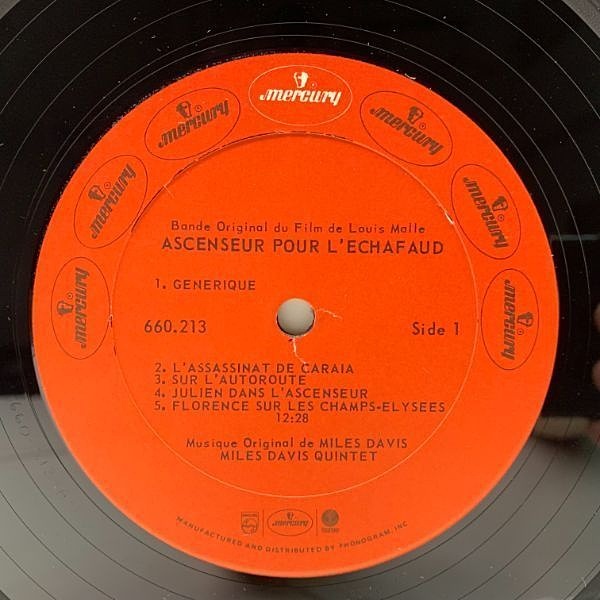 mercury
mercury
mercury
mercury
mercury
mercury
mercury
Bande Original du Film de Louis Malle
ASCENSEUR POUR L'ECHAFAUD
1. GENERIQUE
660.213 Side 1
2. L'ASSASSINAT DE CARAIA
3. SUR L'AUTOROUTE
4. JULIEN DANS L'ASCENSEUR
5. FLORENCE SUR LES CHAMPS-ELYSEES
12:28
Musique Original de MILES DAVIS
MILES DAVIS QUINTET
PHILIPS mercury
MANUFACTURED AND DISTRIBUTED BY PHONOGRAM, INC